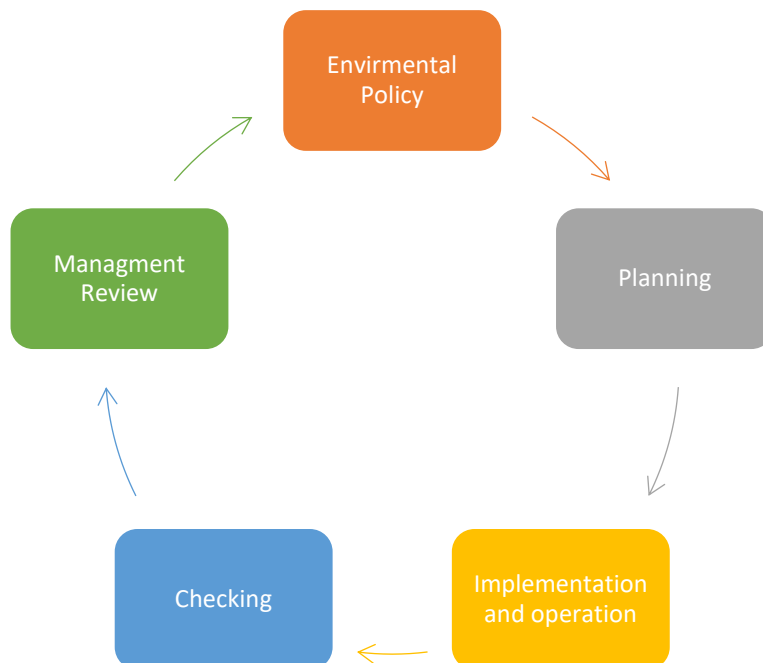 Envirmental
Policy
Planning
Implementation
and operation
Checking
Managment
Review